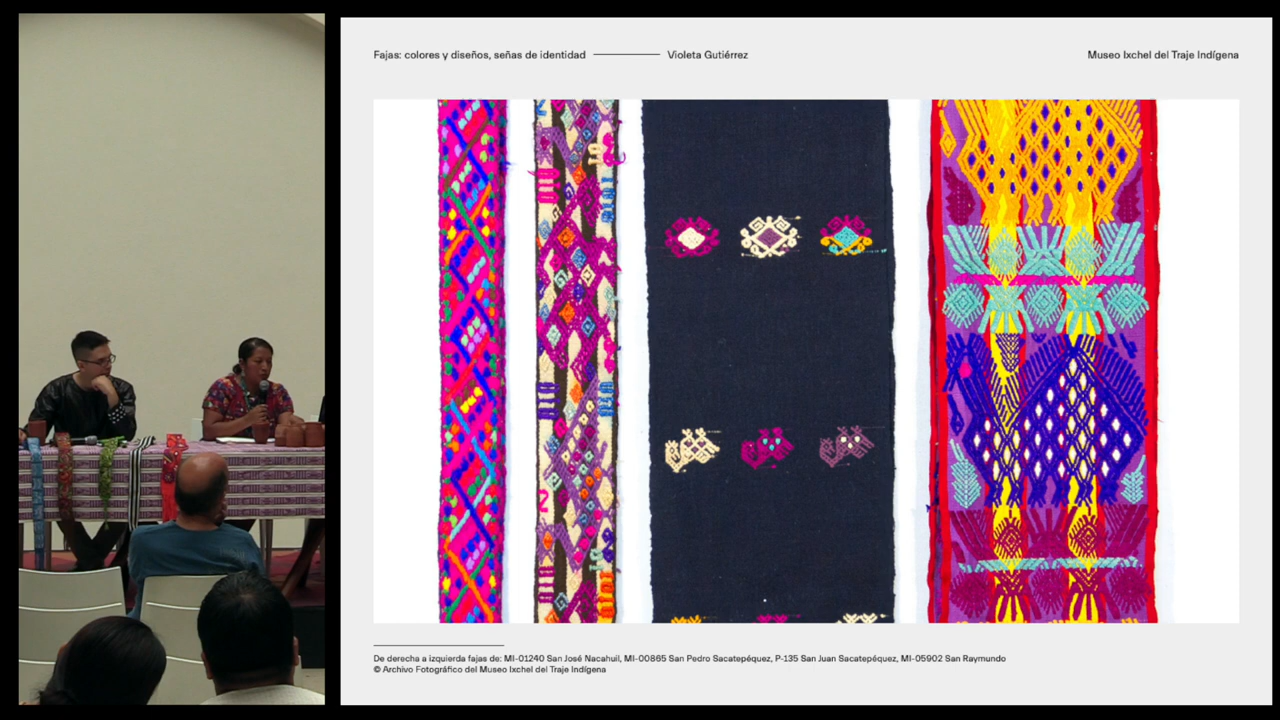 Fajas: colores y diseños, señas de identidad
Violeta Gutiérrez
Museo Ixchel del Traje Indígena
De derecha a izquierda fajas de: MI-01240 San José Nacahuil, MI-00865 San Pedro Sacatepéquez, P-135 San Juan Sacatepéquez, MI-05902 San Raymundo
© Archivo Fotográfico del Museo Ixchel del Traje Indígena